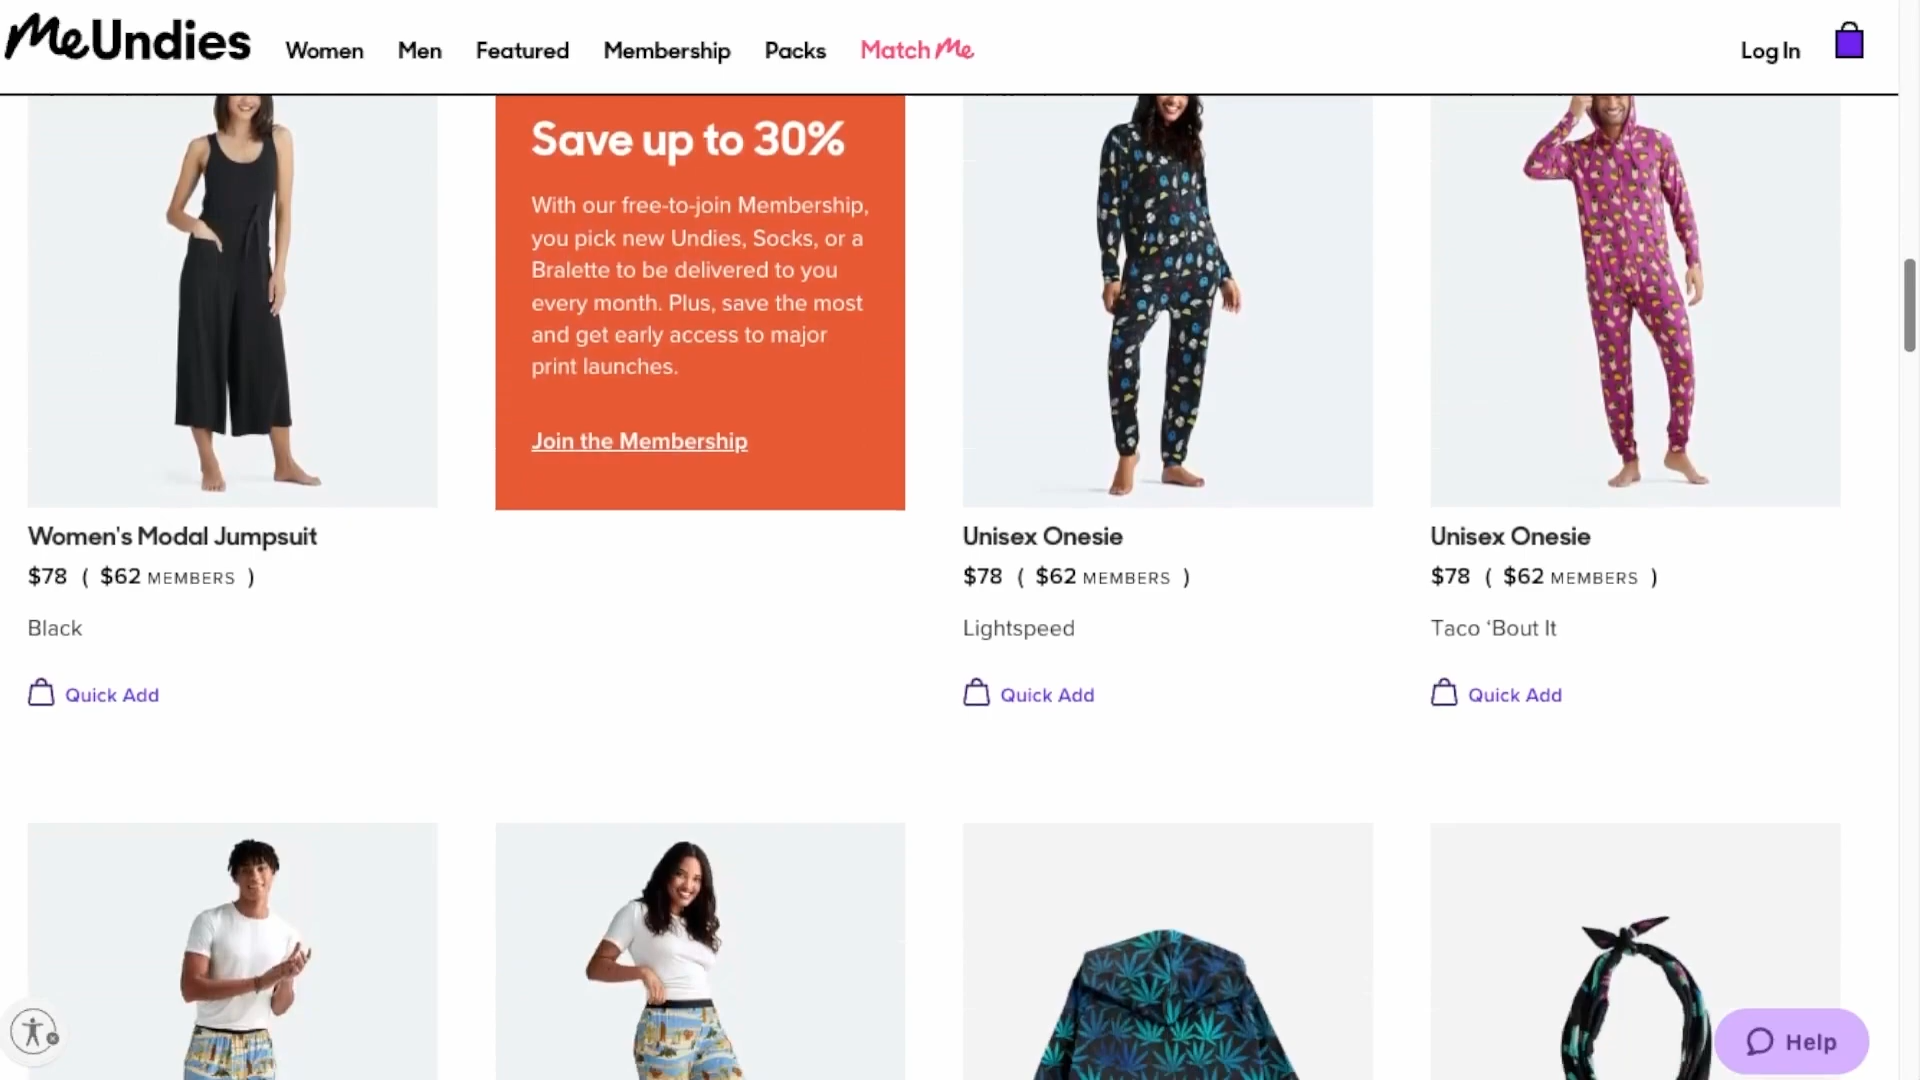 MeUndies
Women
Men
Featured
Membership
Packs
Match Me
Log In
Save up to 30%
With our free-to-join Membership,
you pick new Undies, Socks, or a
Bralette to be delivered to you
every month. Plus, save the most
and get early access to major
print launches.
Join the Membership
Women's Modal Jumpsuit
$78 ( $62 MEMBERS )
Black
Quick Add
Unisex Onesie
$78 ( $62 MEMBERS )
Lightspeed
Quick Add
Unisex Onesie
$78 ( $62 MEMBERS )
Taco ‘Bout It
Quick Add
Help